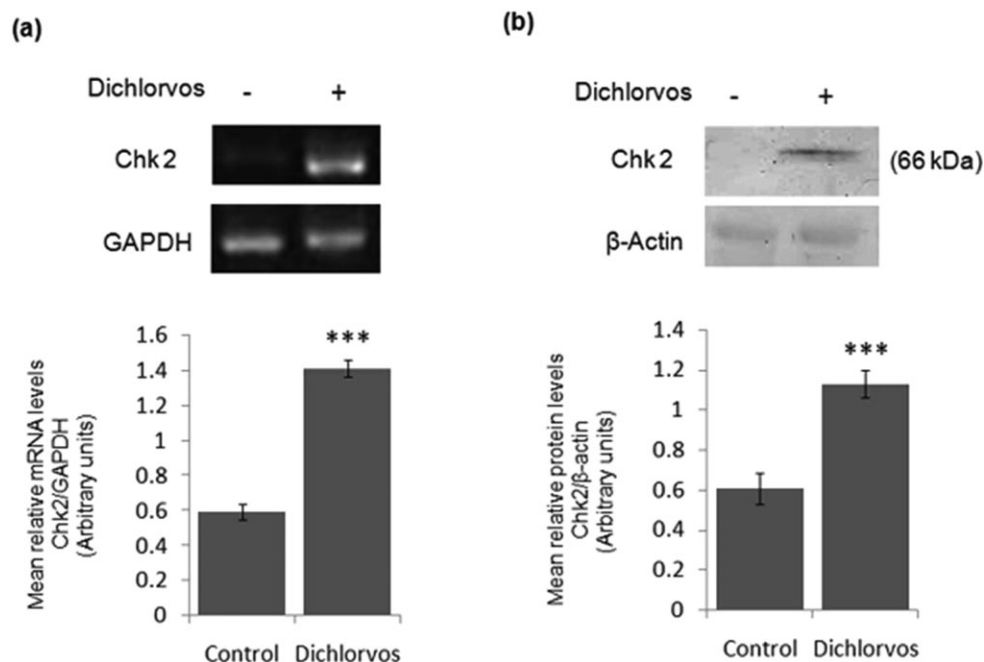 (a)
Dichlorvos - +
Chk 2
GAPDH
Mean relative mRNA levels
Chk2/GAPDH
(Arbitrary units)
1.6
1.4
1.2
1
0.8
0.6
0.4
0.2
0
***
Control Dichlorvos
(b)
Dichlorvos - +
Chk 2 (66 kDa)
β-Actin
Mean relative protein levels
Chk2/β-actin
(Arbitrary units)
1.4
1.2
1
0.8
0.6
0.4
0.2
0
***
Control Dichlorvos